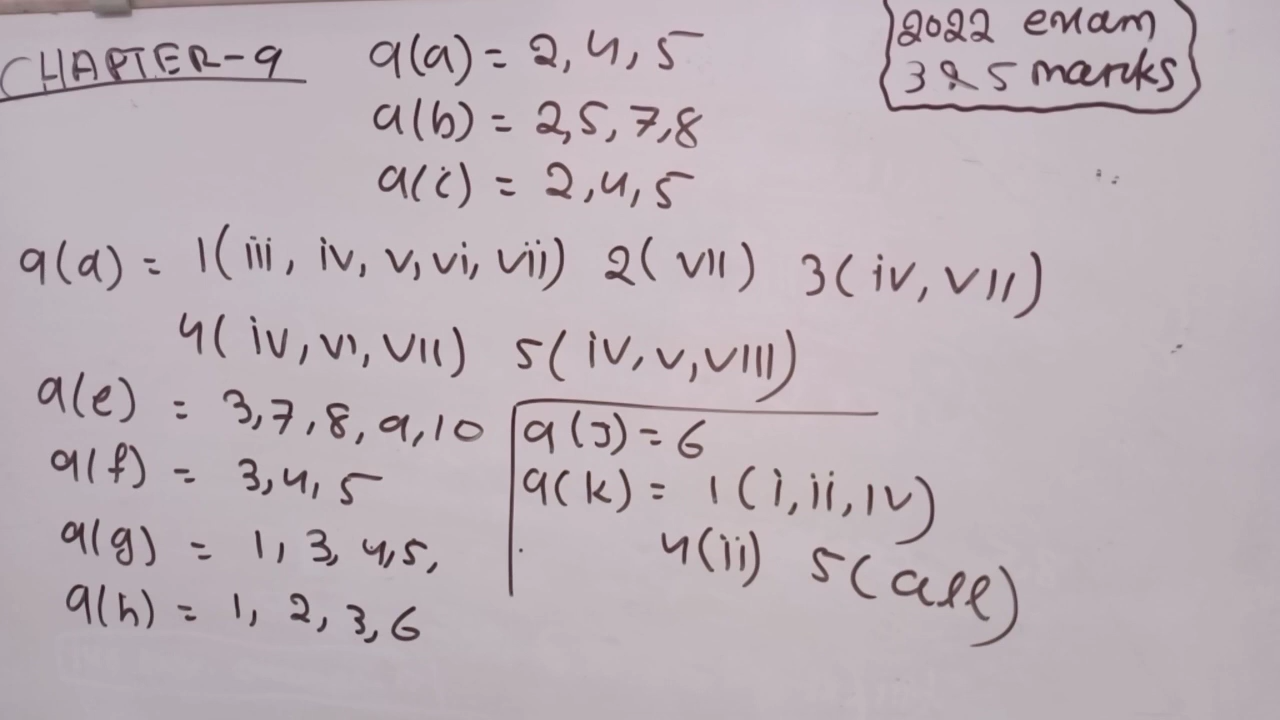 CHAPTER-9
9(a) = 2, 4, 5
2022 exam
3 & 5 marks
9(b) = 2,5, 7,8
9(c) = 2,4,5
9(d) = 1( iii, iv, v, vi, vii) 2( VII) 3( iv, VII)
4( iv, vi, VII) 5( iv, v, VIII)
9(e) = 3,7,8,9,10
9(f) = 3,4,5
9(g) = 1, 3, 4,5,
9(h) = 1, 2, 3,6
9(J) = 6
9(k) = 1(i, ii, IV)
4(ii) 5(all)